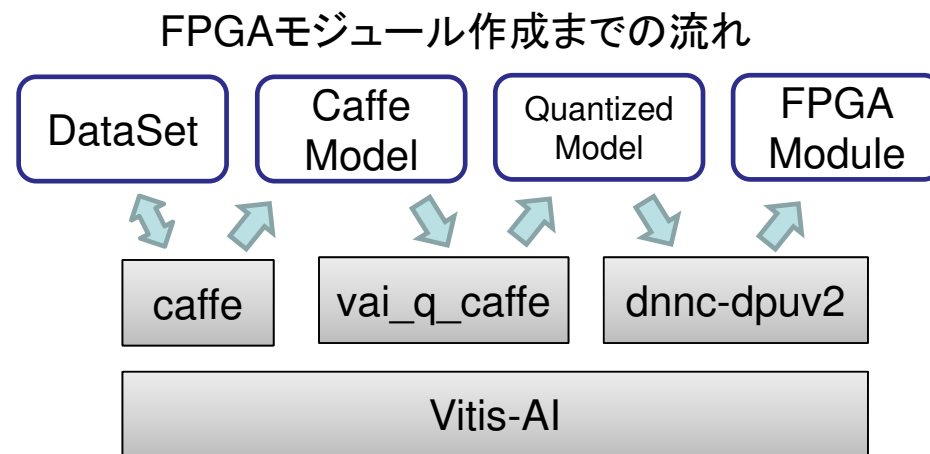 FPGAモジュール作成までの流れ
DataSet
Caffe
Model
Quantized
Model
FPGA
Module
caffe
vai_q_caffe
dnnc-dpuv2
Vitis-AI